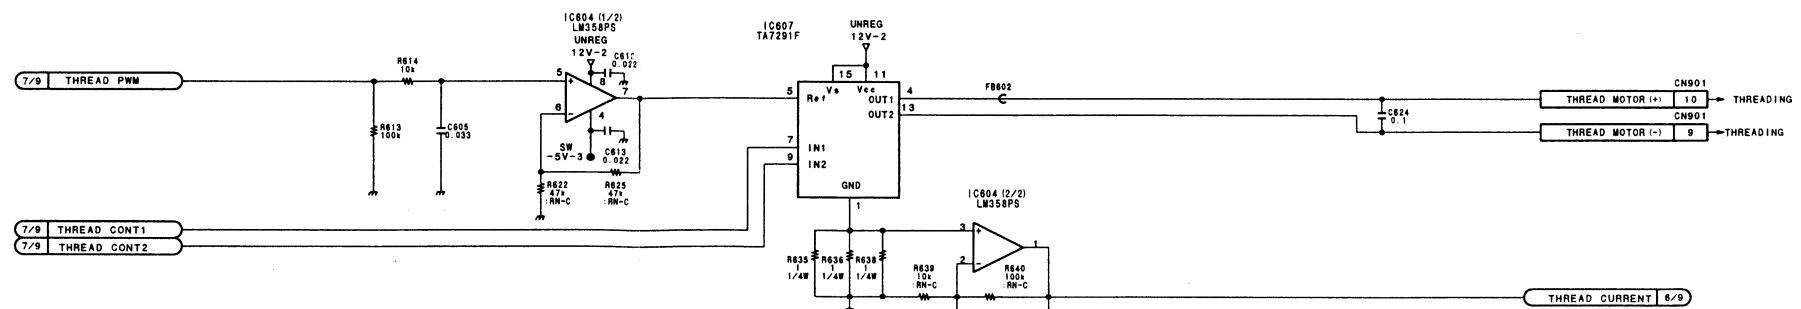 IC604 (1/2)
LM358PS
UNREG
12V-2
IC607
TA7291F
UNREG
12V-2
7/9 THREAD PWM
R614
10k
R613
100k
C605
0.033
5
6
8
7
4
0.022
SW
-5V-3
C613
0.022
R622
47k
:RN-C
R625
47k
:RN-C
15
11
Vs
Vcc
5
Ref
OUT1
4
OUT2
13
7
IN1
9
IN2
GND
1
FB602
C624
0.1
CN901
THREAD MOTOR (+) 10 THREADING
CN901
THREAD MOTOR (-) 9 THREADING
7/9 THREAD CONT1
7/9 THREAD CONT2
IC604 (2/2)
LM358PS
3
2
1
R635
1
1/4W
R636
1
1/4W
R638
1
1/4W
R639
10k
:RN-C
R640
100k
:RN-C
THREAD CURRENT 6/9